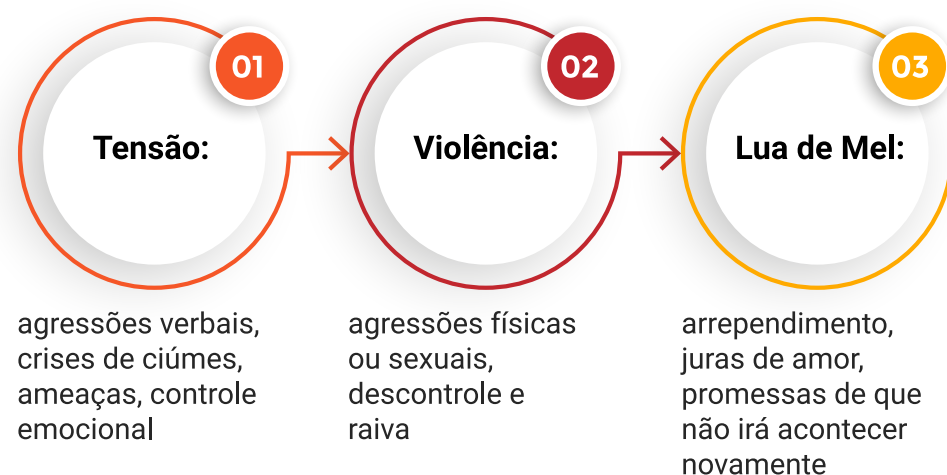 01
Tensão:
agressões verbais,
crises de ciúmes,
ameaças, controle
emocional
02
Violência:
agressões físicas
ou sexuais,
descontrole e
raiva
03
Lua de Mel:
arrependimento,
juras de amor,
promessas de que
não irá acontecer
novamente